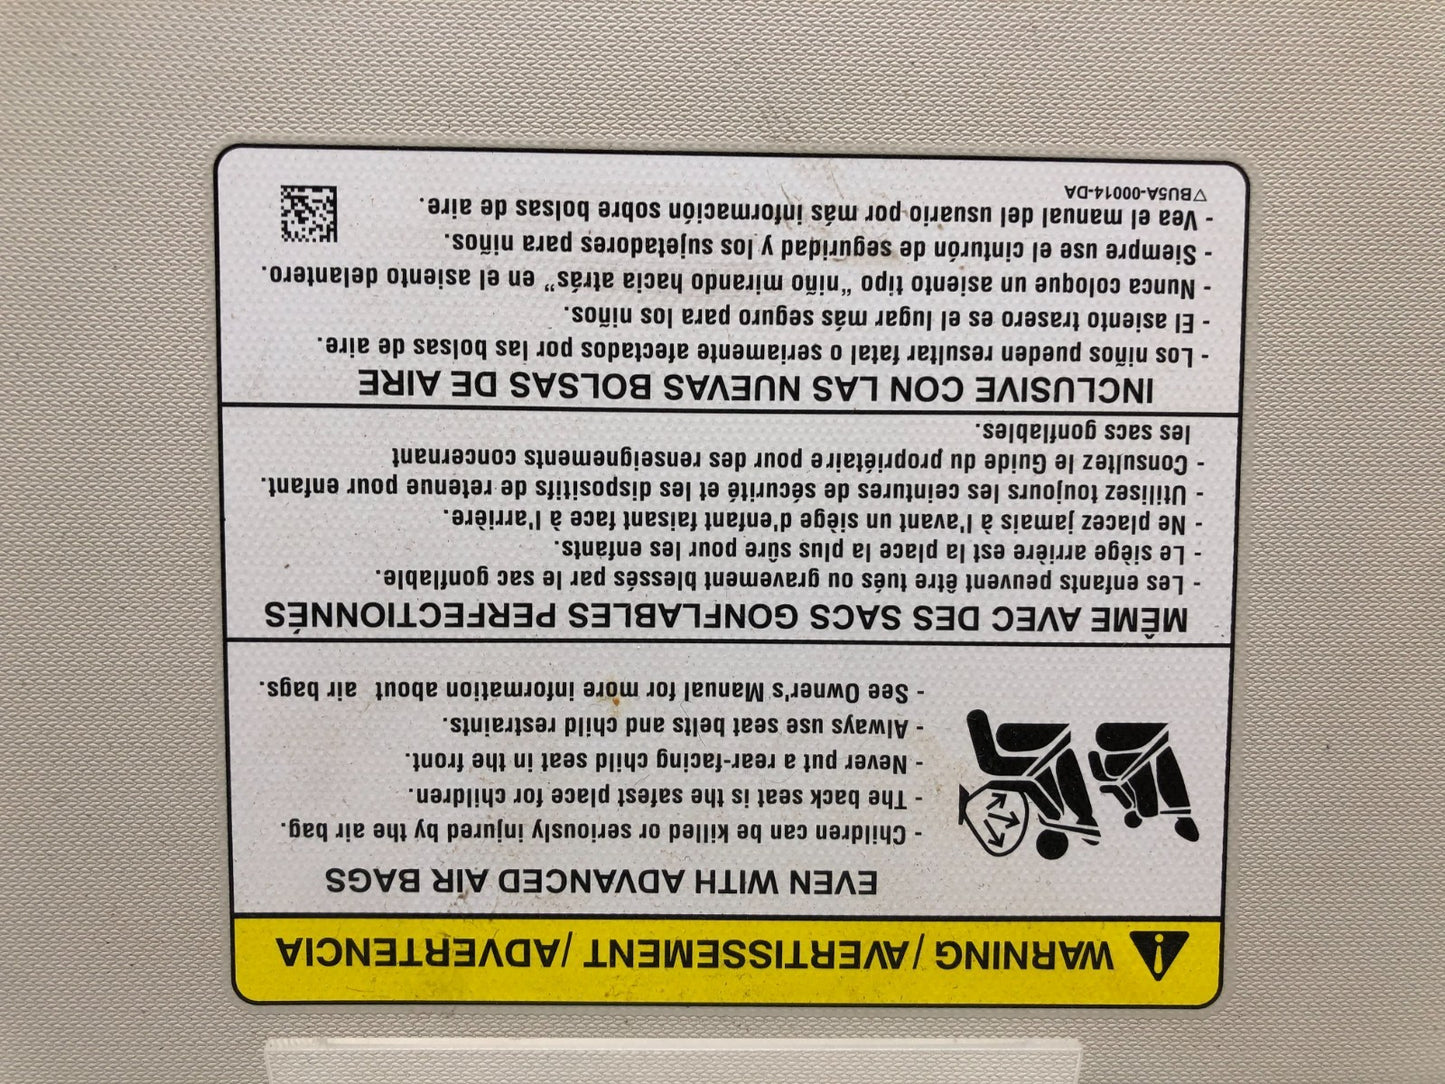 WARNING / AVERTISSEMENT / ADVERTENCIA
EVEN WITH ADVANCED AIR BAGS
- Children can be killed or seriously injured by the air bag.
- The back seat is the safest place for children.
- Never put a rear-facing child seat in the front.
- Always use seat belts and child restraints.
- See Owner's Manual for more information about air bags.
MÊME AVEC DES SACS GONFLABLES PERFECTIONNÉS
- Les enfants peuvent être tués ou gravement blessés par le sac gonflable.
- Le siège arrière est la place la plus sûre pour les enfants.
- Ne placez jamais à l'avant un siège d'enfant faisant face à l'arrière.
- Utilisez toujours les ceintures de sécurité et les dispositifs de retenue pour enfant.
- Consultez le Guide du propriétaire pour des renseignements concernant
les sacs gonflables.
INCLUSIVE CON LAS NUEVAS BOLSAS DE AIRE
- Los niños pueden resultar fatal o seriamente afectados por las bolsas de aire.
- El asiento trasero es el lugar más seguro para los niños.
- Nunca coloque un asiento tipo "niño mirando hacia atrás" en el asiento delantero.
- Siempre use el cinturón de seguridad y los sujetadores para niños.
- Vea el manual del usuario por más información sobre bolsas de aire.
▽BU5A-000014-DA